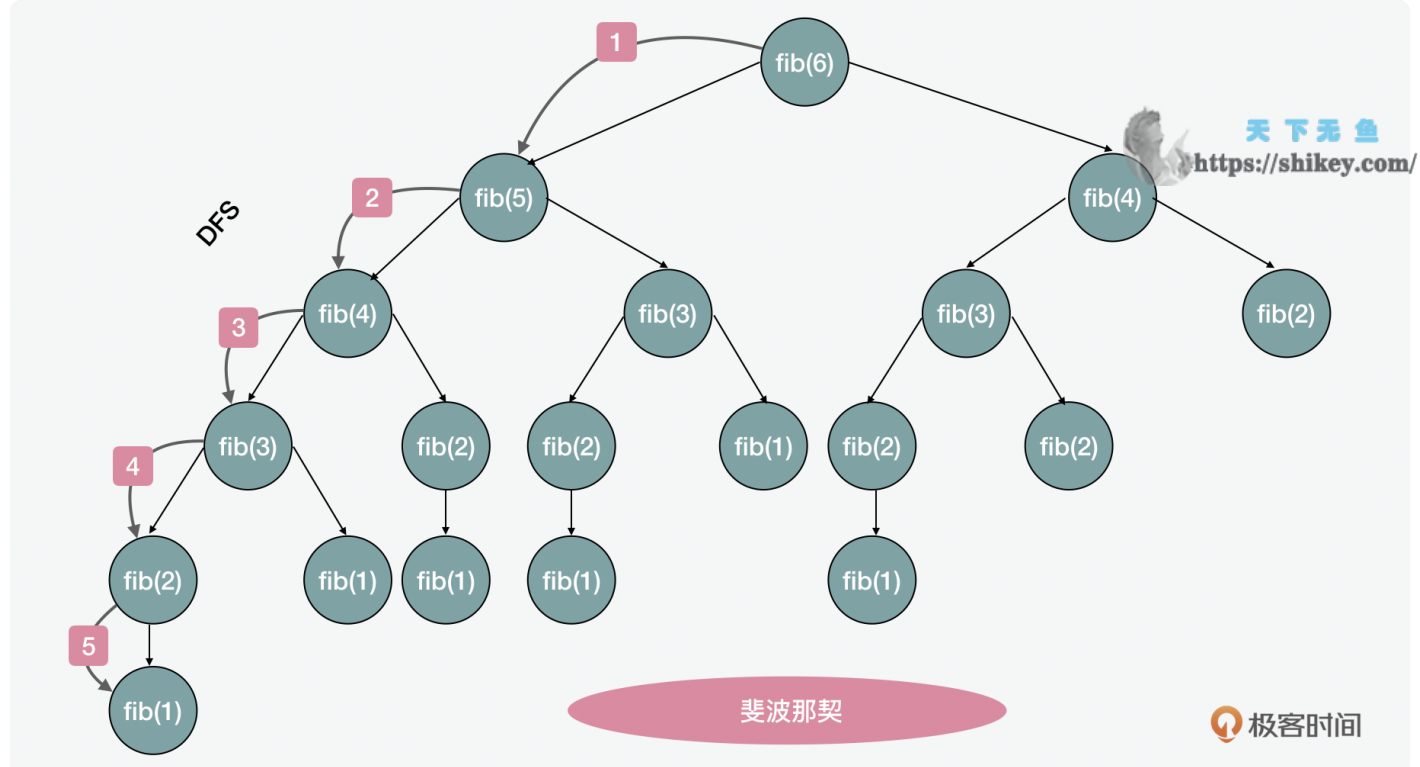 1
fib(6)
天下无鱼
https://shikey.com/
DFS
2
fib(5)
fib(4)
3
fib(4)
fib(3)
fib(3)
fib(2)
4
fib(3)
fib(2)
fib(2)
fib(1)
fib(2)
fib(2)
5
fib(2)
fib(1)
fib(1)
fib(1)
fib(1)
fib(1)
斐波那契
极客时间